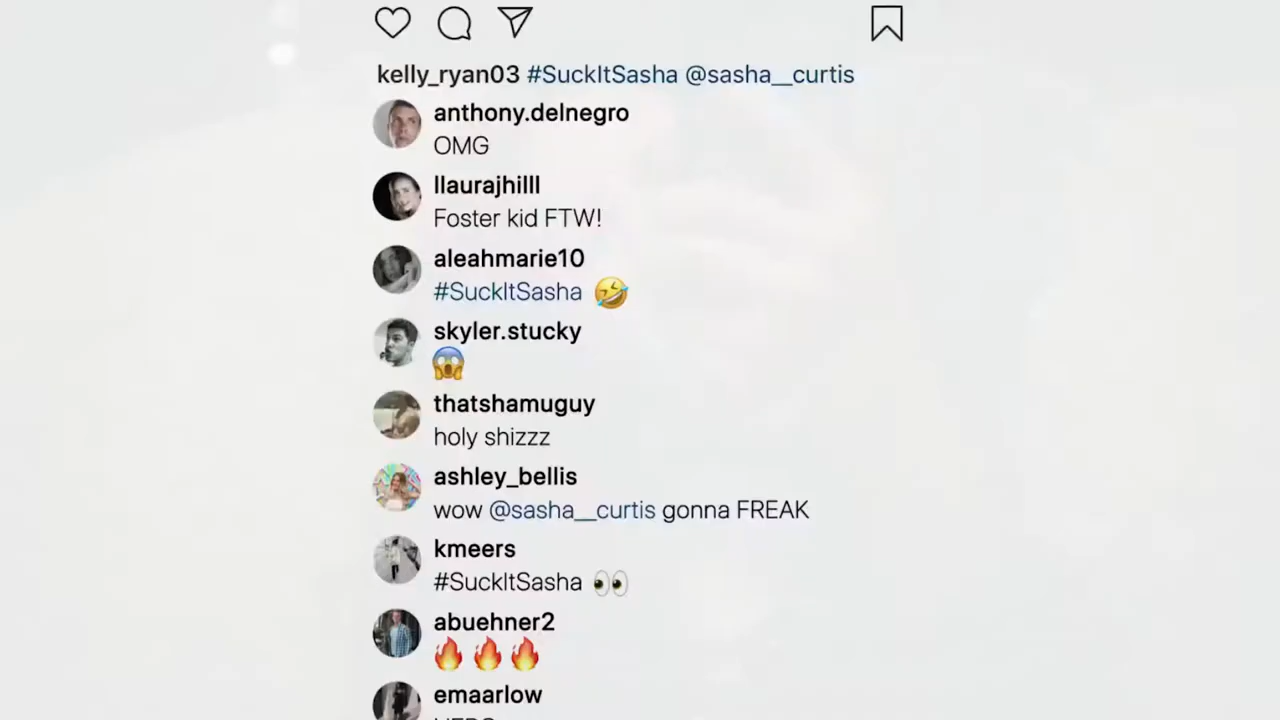 kelly_ryan03 #SuckItSasha @sasha__curtis
anthony.delnegro
OMG
llaurajhilll
Foster kid FTW!
aleahmarie10
#SuckItSasha 🤣
skyler.stucky
😱
thatshamuguy
holy shizzz
ashley_bellis
wow @sasha__curtis gonna FREAK
kmeers
#SuckItSasha 👀
abuehner2
🔥🔥🔥
emaarlow